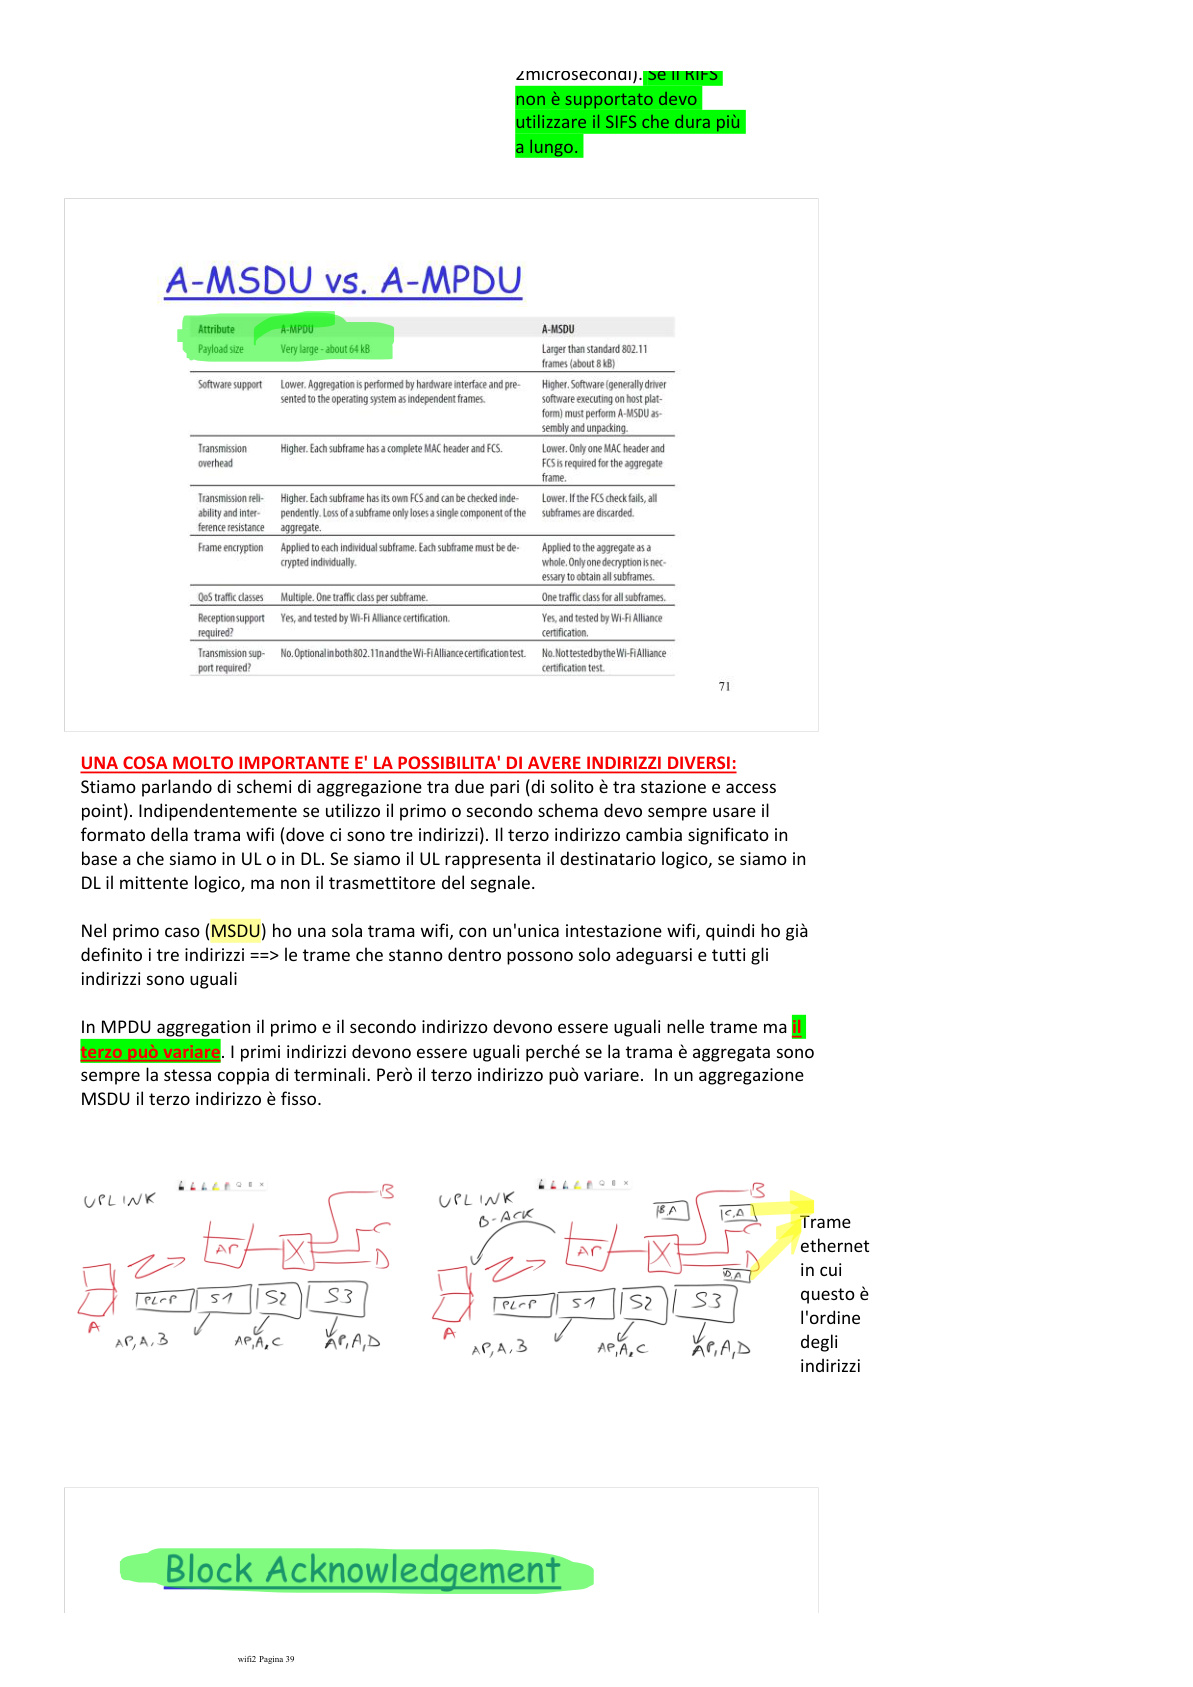 2microsecondi). Se il RIFS
non è supportato devo
utilizzare il SIFS che dura più
a lungo.
A-MSDU vs. A-MPDU
Attribute A-MPDU A-MSDU
Payload size Very large - about 64 kB Larger than standard 802.11
frames (about 8 kB)
Software support Lower. Aggregation is performed by hardware interface and pre- Higher. Software (generally driver
sented to the operating system as independent frames. software executing on host plat-
form) must perform A-MSDU as-
sembly and unpacking.
Transmission Higher. Each subframe has a complete MAC header and FCS. Lower. Only one MAC header and
overhead FCS is required for the aggregate
frame.
Transmission reli- Higher. Each subframe has its own FCS and can be checked inde- Lower. If the FCS check fails, all
ability and inter- pendently. Loss of a subframe only loses a single component of the subframes are discarded.
ference resistance aggregate.
Frame encryption Applied to each individual subframe. Each subframe must be de- Applied to the aggregate as a
crypted individually. whole. Only one decryption is nec-
essary to obtain all subframes.
QoS traffic classes Multiple. One traffic class per subframe. One traffic class for all subframes.
Reception support Yes, and tested by Wi-Fi Alliance certification. Yes, and tested by Wi-Fi Alliance
required? certification.
Transmission sup- No. Optional in both 802.11n and the Wi-Fi Alliance certification test. No. Not tested by the Wi-Fi Alliance
port required? certification test.
71
UNA COSA MOLTO IMPORTANTE E' LA POSSIBILITA' DI AVERE INDIRIZZI DIVERSI:
Stiamo parlando di schemi di aggregazione tra due pari (di solito è tra stazione e access
point). Indipendentemente se utilizzo il primo o secondo schema devo sempre usare il
formato della trama wifi (dove ci sono tre indirizzi). Il terzo indirizzo cambia significato in
base a che siamo in UL o in DL. Se siamo il UL rappresenta il destinatario logico, se siamo in
DL il mittente logico, ma non il trasmettitore del segnale.
Nel primo caso (MSDU) ho una sola trama wifi, con un'unica intestazione wifi, quindi ho già
definito i tre indirizzi ==> le trame che stanno dentro possono solo adeguarsi e tutti gli
indirizzi sono uguali
In MPDU aggregation il primo e il secondo indirizzo devono essere uguali nelle trame ma il
terzo può variare. I primi indirizzi devono essere uguali perché se la trama è aggregata sono
sempre la stessa coppia di terminali. Però il terzo indirizzo può variare.  In un aggregazione
MSDU il terzo indirizzo è fisso.
UPLINK
B
C
D
AP
X
A
PLCP S1 S2 S3
AP, A, B AP, A, C AP, A, D
UPLINK
B-ACK
B,A C,A
B
C
D
D,A
AP
X
A
PLCP S1 S2 S3
AP, A, B AP, A, C AP, A, D
Trame
ethernet
in cui
questo è
l'ordine
degli
indirizzi
Block Acknowledgement
wifi2 Pagina 39